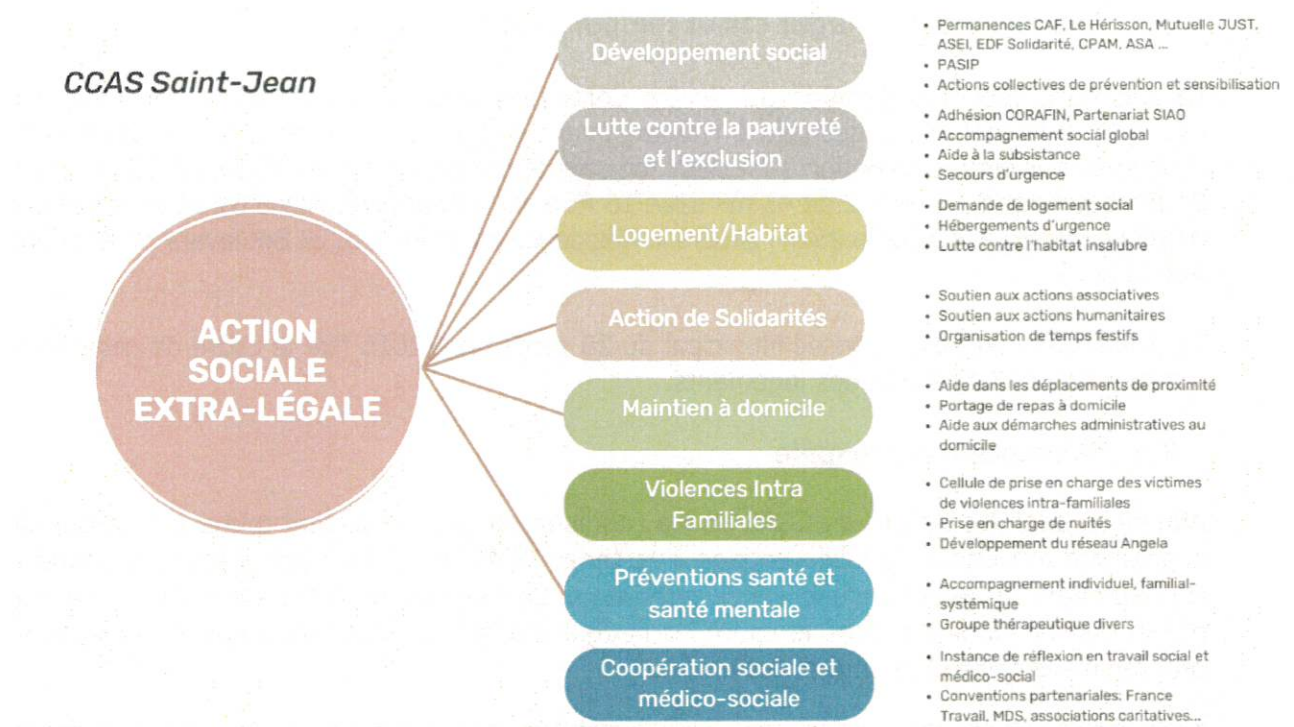 CCAS Saint-Jean
ACTION
SOCIALE
EXTRA-LÉGALE
Développement social
• Permanences CAF, Le Hérisson, Mutuelle JUST,
ASEI, EDF Solidarité, CPAM, ASA ...
• PASIP
• Actions collectives de prévention et sensibilisation
Lutte contre la pauvreté
et l'exclusion
• Adhésion CORAFIN, Partenariat SIAO
• Accompagnement social global
• Aide à la subsistance
• Secours d'urgence
Logement/Habitat
• Demande de logement social
• Hébergements d'urgence
• Lutte contre l'habitat insalubre
Action de Solidarités
• Soutien aux actions associatives
• Soutien aux actions humanitaires
• Organisation de temps festifs
Maintien à domicile
• Aide dans les déplacements de proximité
• Portage de repas à domicile
• Aide aux démarches administratives au
domicile
Violences Intra
Familiales
• Cellule de prise en charge des victimes
de violences intra-familiales
• Prise en charge de nuités
• Développement du réseau Angela
Préventions santé et
santé mentale
• Accompagnement individuel, familial-
systémique
• Groupe thérapeutique divers
Coopération sociale et
médico-sociale
• Instance de réflexion en travail social et
médico-social
• Conventions partenariales: France
Travail, MDS, associations caritatives...